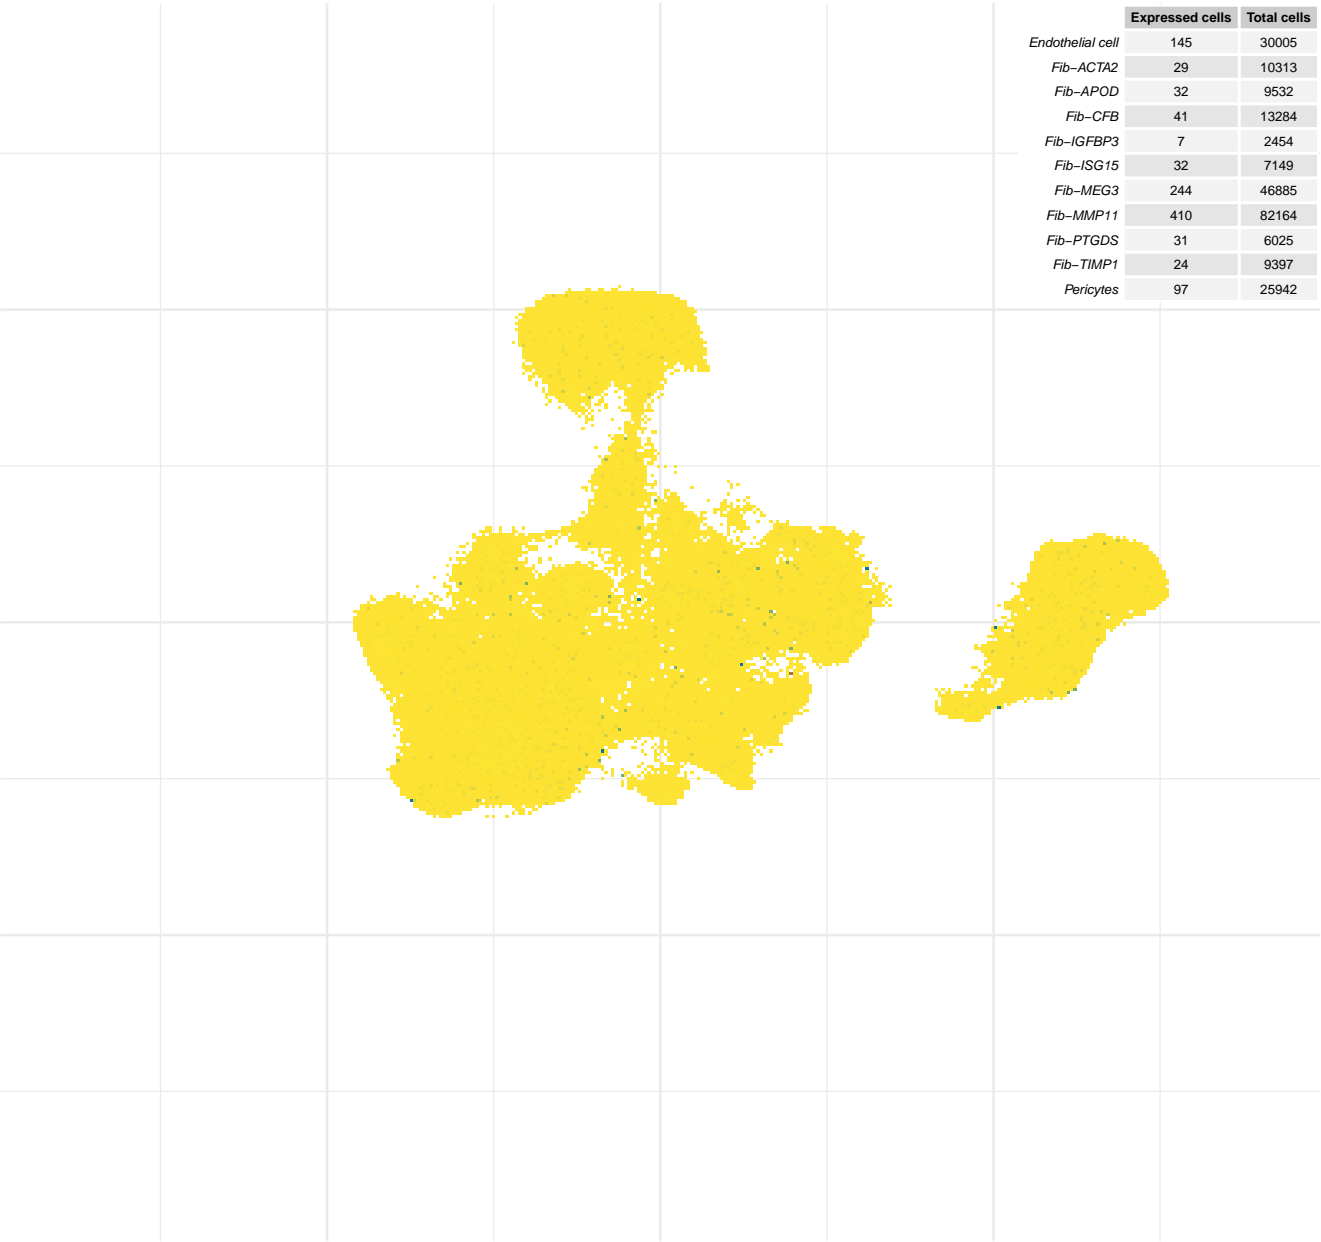 Expressed cells Total cells
Endothelial cell 145 30005
Fib−ACTA2 29 10313
Fib−APOD 32 9532
Fib−CFB 41 13284
Fib−IGFBP3 7 2454
Fib−ISG15 32 7149
Fib−MEG3 244 46885
Fib−MMP11 410 82164
Fib−PTGDS 31 6025
Fib−TIMP1 24 9397
Pericytes 97 25942